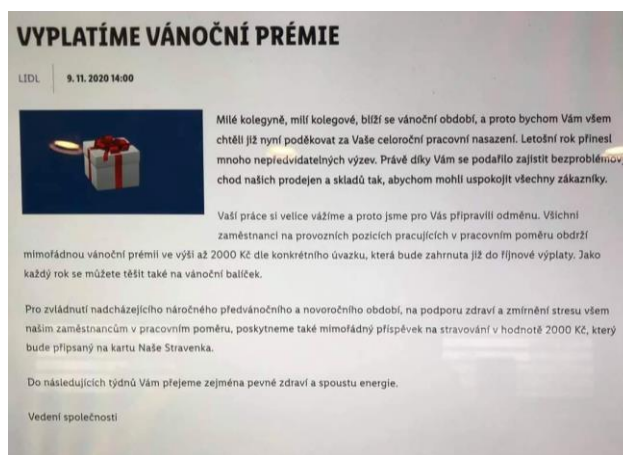 VYPLATÍME VÁNOČNÍ PRÉMIE
LIDL 9. 11. 2020 14:00
Milé kolegyně, milí kolegové, blíží se vánoční období, a proto bychom Vám všem
chtěli již nyní poděkovat za Vaše celoroční pracovní nasazení. Letošní rok přinesl
mnoho nepředvídatelných výzev. Právě díky Vám se podařilo zajistit bezproblémov
chod našich prodejen a skladů tak, abychom mohli uspokojit všechny zákazníky.
Vaší práce si velice vážíme a proto jsme pro Vás připravili odměnu. Všichni
zaměstnanci na provozních pozicích pracujících v pracovním poměru obdrží
mimořádnou vánoční prémii ve výši až 2000 Kč dle konkrétního úvazku, která bude zahrnuta již do říjnové výplaty. Jako
každý rok se můžete těšit také na vánoční balíček.
Pro zvládnutí nadcházejícího náročného předvánočního a novoročního období, na podporu zdraví a zmírnění stresu všem
našim zaměstnancům v pracovním poměru, poskytneme také mimořádný příspěvek na stravování v hodnotě 2000 Kč, který
bude připsaný na kartu Naše Stravenka.
Do následujících týdnů Vám přejeme zejména pevné zdraví a spoustu energie.
Vedení společnosti